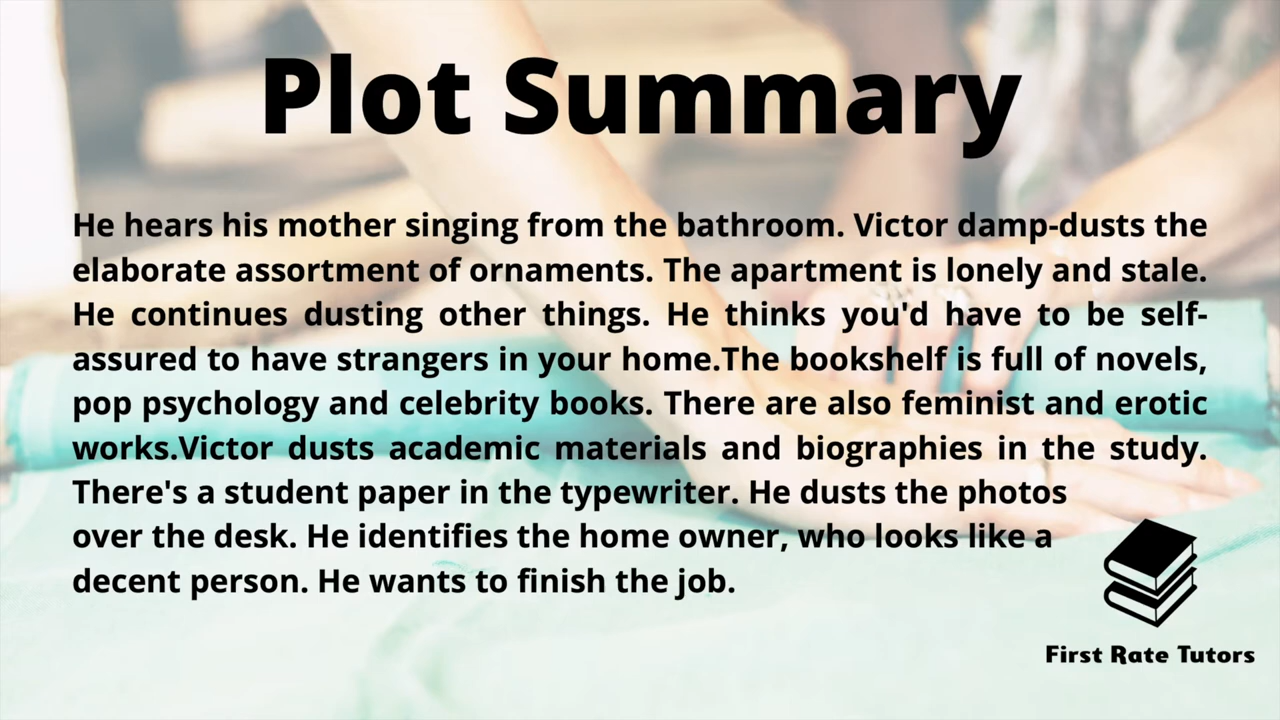 Plot Summary
He hears his mother singing from the bathroom. Victor damp-dusts the
elaborate assortment of ornaments. The apartment is lonely and stale.
He continues dusting other things. He thinks you'd have to be self-
assured to have strangers in your home.The bookshelf is full of novels,
pop psychology and celebrity books. There are also feminist and erotic
works.Victor dusts academic materials and biographies in the study.
There's a student paper in the typewriter. He dusts the photos
over the desk. He identifies the home owner, who looks like a
decent person. He wants to finish the job.
First Rate Tutors